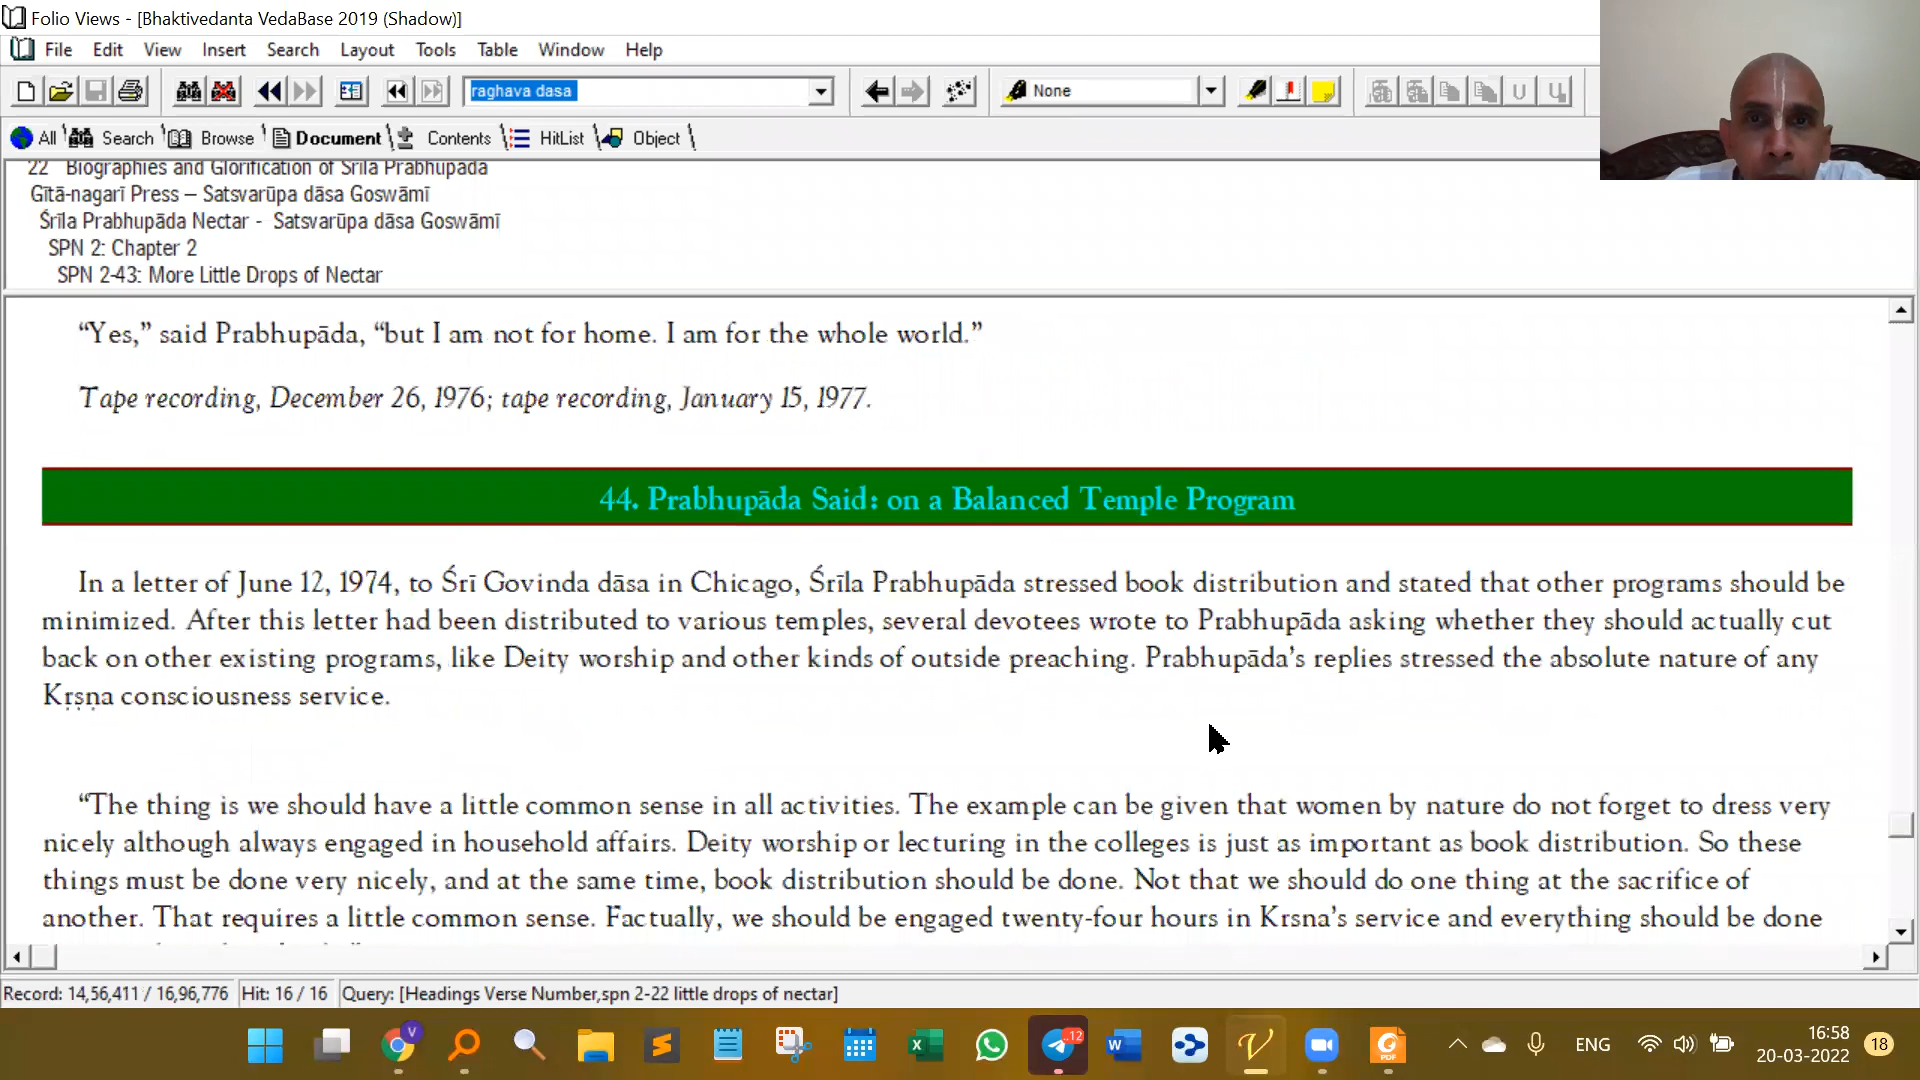 Folio Views - [Bhaktivedanta VedaBase 2019 (Shadow)]
File Edit View Insert Search Layout Tools Table Window Help
raghava dasa
None
All Search Browse Document Contents HitList Object
22 Biographies and Glorification of Srila Prabhupada
Gītā-nagarī Press – Satsvarūpa dāsa Goswāmī
Śrīla Prabhupāda Nectar - Satsvarūpa dāsa Goswāmī
SPN 2: Chapter 2
SPN 2-43: More Little Drops of Nectar
“Yes,” said Prabhupāda, “but I am not for home. I am for the whole world.”
Tape recording, December 26, 1976; tape recording, January 15, 1977.
44. Prabhupāda Said: on a Balanced Temple Program
In a letter of June 12, 1974, to Śrī Govinda dāsa in Chicago, Śrīla Prabhupāda stressed book distribution and stated that other programs should be
minimized. After this letter had been distributed to various temples, several devotees wrote to Prabhupāda asking whether they should actually cut
back on other existing programs, like Deity worship and other kinds of outside preaching. Prabhupāda’s replies stressed the absolute nature of any
Kṛṣṇa consciousness service.
“The thing is we should have a little common sense in all activities. The example can be given that women by nature do not forget to dress very
nicely although always engaged in household affairs. Deity worship or lecturing in the colleges is just as important as book distribution. So these
things must be done very nicely, and at the same time, book distribution should be done. Not that we should do one thing at the sacrifice of
another. That requires a little common sense. Factually, we should be engaged twenty-four hours in Krsna’s service and everything should be done
Record: 14,56,411 / 16,96,776 Hit: 16 / 16 Query: [Headings Verse Number,spn 2-22 little drops of nectar]
V
..12
PDF
ENG
16:58
20-03-2022
18